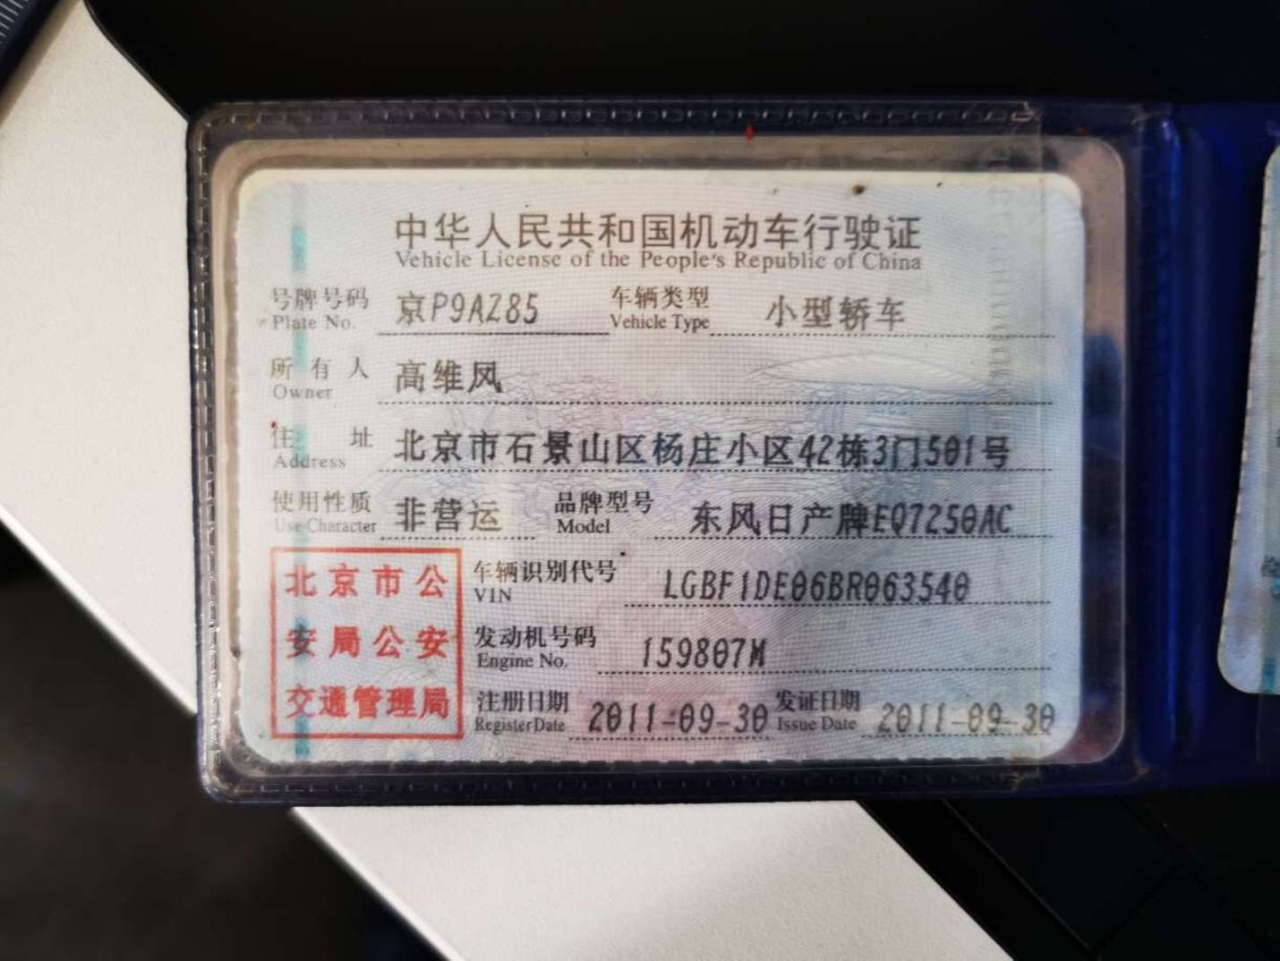 中华人民共和国机动车行驶证
Vehicle License of the People's Republic of China
号牌号码 京P9AZ85 车辆类型 小型轿车
Plate No. Vehicle Type
所有人 高维凤
Owner
住址 北京市石景山区杨庄小区42栋3门501号
Address
使用性质 非营运 品牌型号 东风日产牌EQ7250AC
Use Character Model
北京市公
安局公安
交通管理局
车辆识别代号 LGBF1DE06BR063540
VIN
发动机号码 159807M
Engine No.
注册日期 2011-09-30 发证日期 2011-09-30
Register Date Issue Date